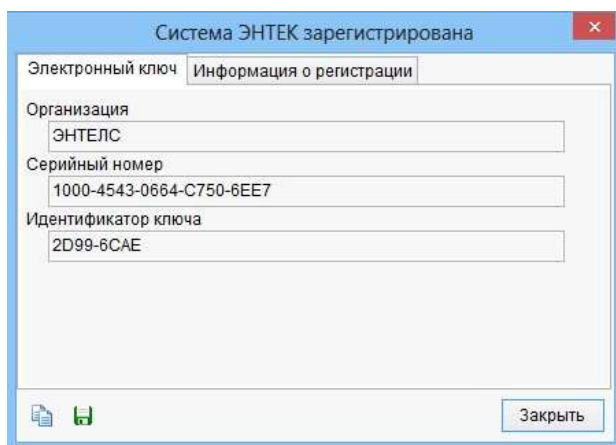 Система ЭНТЕК зарегистрирована
Электронный ключ Информация о регистрации
Организация
ЭНТЕЛС
Серийный номер
1000-4543-0664-C750-6EE7
Идентификатор ключа
2D99-6CAE
Закрыть